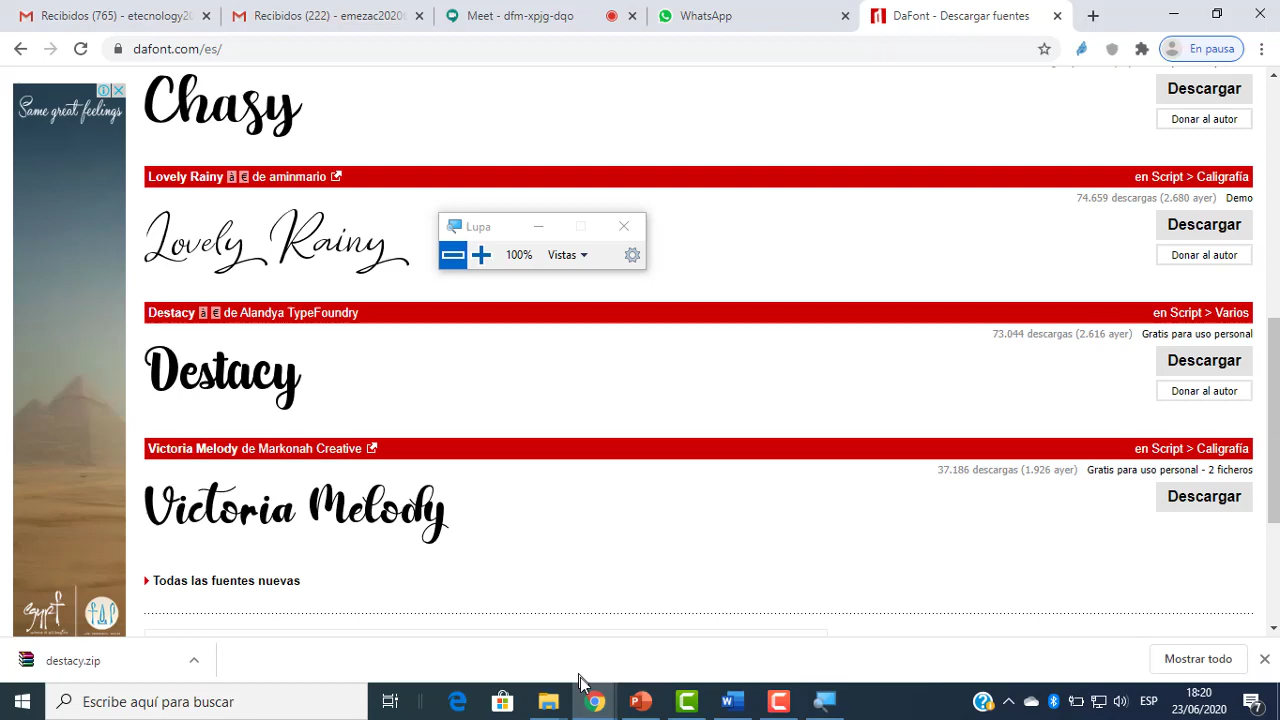 Recibidos (765) - etecnology
Recibidos (222) - emezac202
Meet - dfm-xpjg-dqo
WhatsApp
DaFont - Descargar fuentes
dafont.com/es/
En pausa
Same great feelings
Chasy
Descargar
Donar al autor
Lovely Rainy à € de aminmario
en Script > Caligrafía
74.659 descargas (2.680 ayer) Demo
Lovely Rainy
Descargar
Donar al autor
Lupa
100% Vistas
Destacy à € de Alandya TypeFoundry
en Script > Varios
73.044 descargas (2.616 ayer) Gratis para uso personal
Destacy
Descargar
Donar al autor
Victoria Melody de Markonah Creative
en Script > Caligrafía
37.186 descargas (1.926 ayer) Gratis para uso personal - 2 ficheros
Victoria Melody
Descargar
Todas las fuentes nuevas
egypt
destacy.zip
Mostrar todo
Escribe aquí para buscar
ESP
18:20
23/06/2020
7